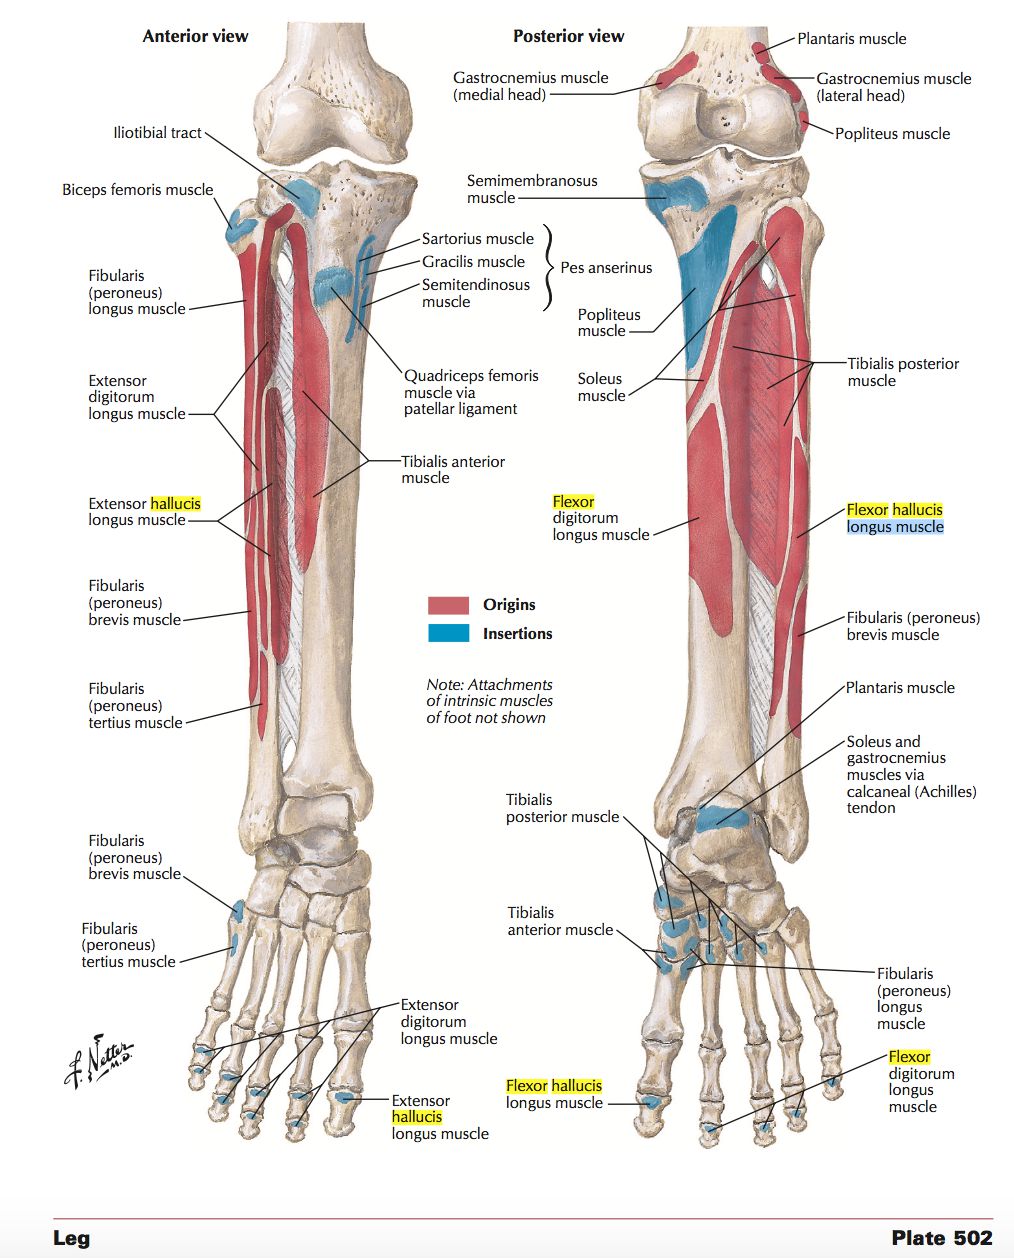 Anterior view
Iliotibial tract
Biceps femoris muscle
Fibularis
(peroneus)
longus muscle
Extensor
digitorum
longus muscle
Extensor hallucis
longus muscle
Fibularis
(peroneus)
brevis muscle
Fibularis
(peroneus)
tertius muscle
Fibularis
(peroneus)
brevis muscle
Fibularis
(peroneus)
tertius muscle
Sartorius muscle
Gracilis muscle
Semitendinosus
muscle
Pes anserinus
Quadriceps femoris
muscle via
patellar ligament
Tibialis anterior
muscle
Extensor
digitorum
longus muscle
Extensor
hallucis
longus muscle
Origins
Insertions
Note: Attachments
of intrinsic muscles
of foot not shown
Posterior view
Gastrocnemius muscle
(medial head)
Semimembranosus
muscle
Popliteus
muscle
Soleus
muscle
Flexor
digitorum
longus muscle
Tibialis
posterior muscle
Tibialis
anterior muscle
Flexor hallucis
longus muscle
Plantaris muscle
Gastrocnemius muscle
(lateral head)
Popliteus muscle
Tibialis posterior
muscle
Flexor hallucis
longus muscle
Fibularis (peroneus)
brevis muscle
Plantaris muscle
Soleus and
gastrocnemius
muscles via
calcaneal (Achilles)
tendon
Fibularis
(peroneus)
longus
muscle
Flexor
digitorum
longus
muscle
F. Netter
M.D.
Leg
Plate 502